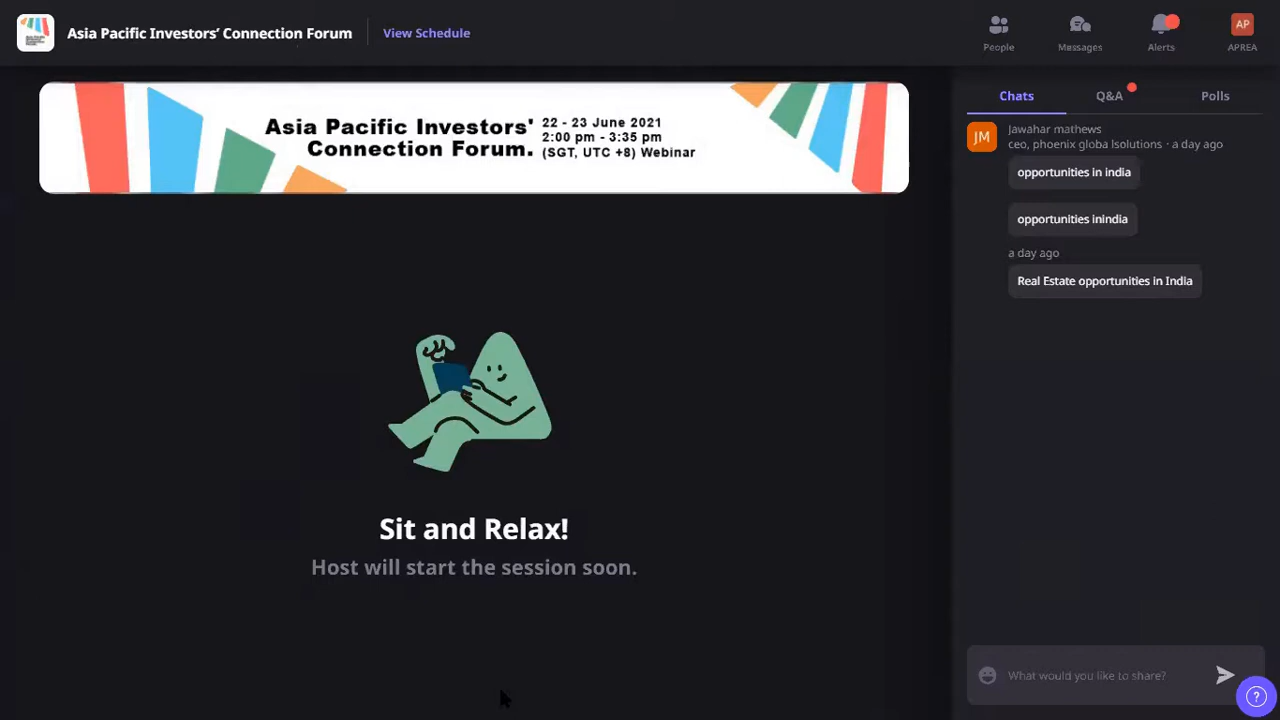 Asia Pacific Investors' Connection Forum
View Schedule
People
Messages
Alerts
AP
APREA
Asia Pacific Investors'
Connection Forum.
22 - 23 June 2021
2:00 pm - 3:35 pm
(SGT, UTC +8) Webinar
Chats
Q&A
Polls
JM
Jawahar mathews
ceo, phoenix globa lsolutions · a day ago
opportunities in india
opportunities inindia
a day ago
Real Estate opportunities in India
Sit and Relax!
Host will start the session soon.
What would you like to share?
?